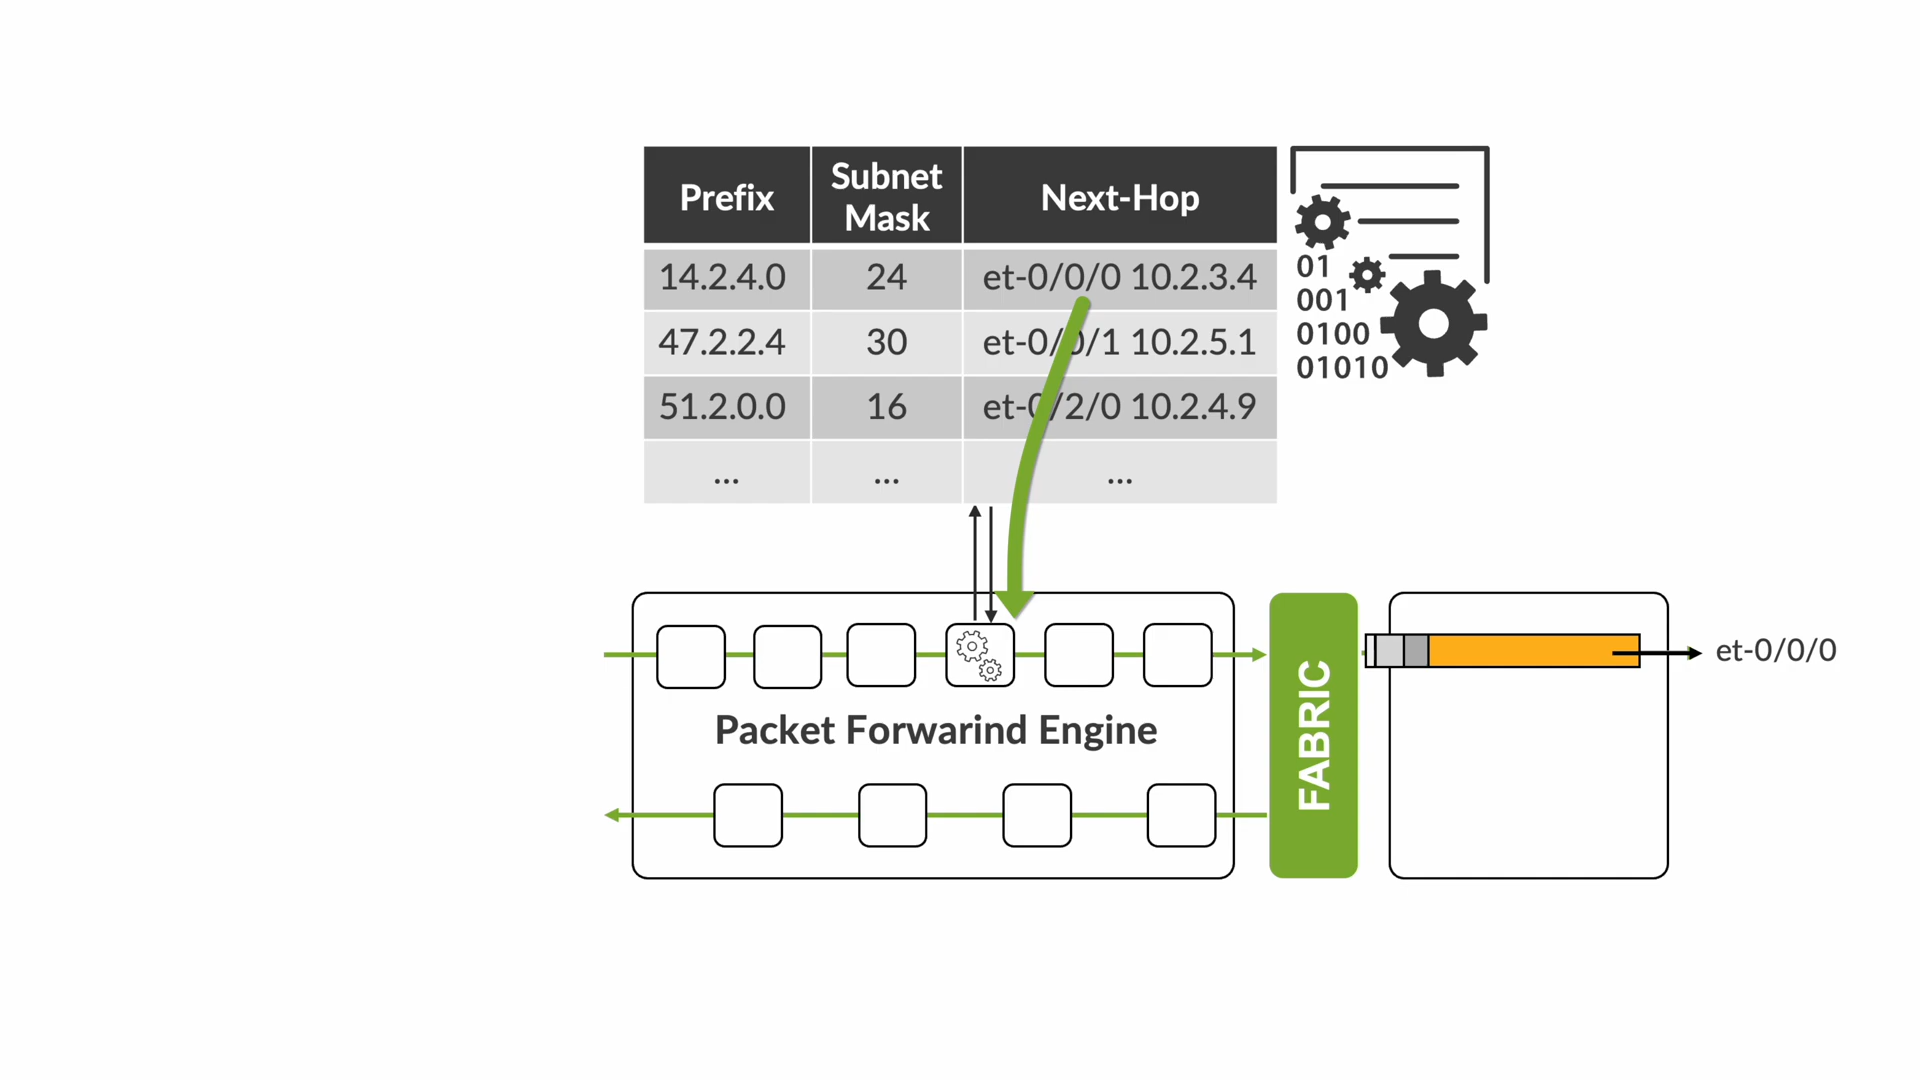 Prefix
Subnet Mask
Next-Hop
14.2.4.0 24 et-0/0/0 10.2.3.4
47.2.2.4 30 et-0/0/1 10.2.5.1
51.2.0.0 16 et-0/2/0 10.2.4.9
... ... ...
01
001
0100
01010
Packet Forwarind Engine
FABRIC
et-0/0/0